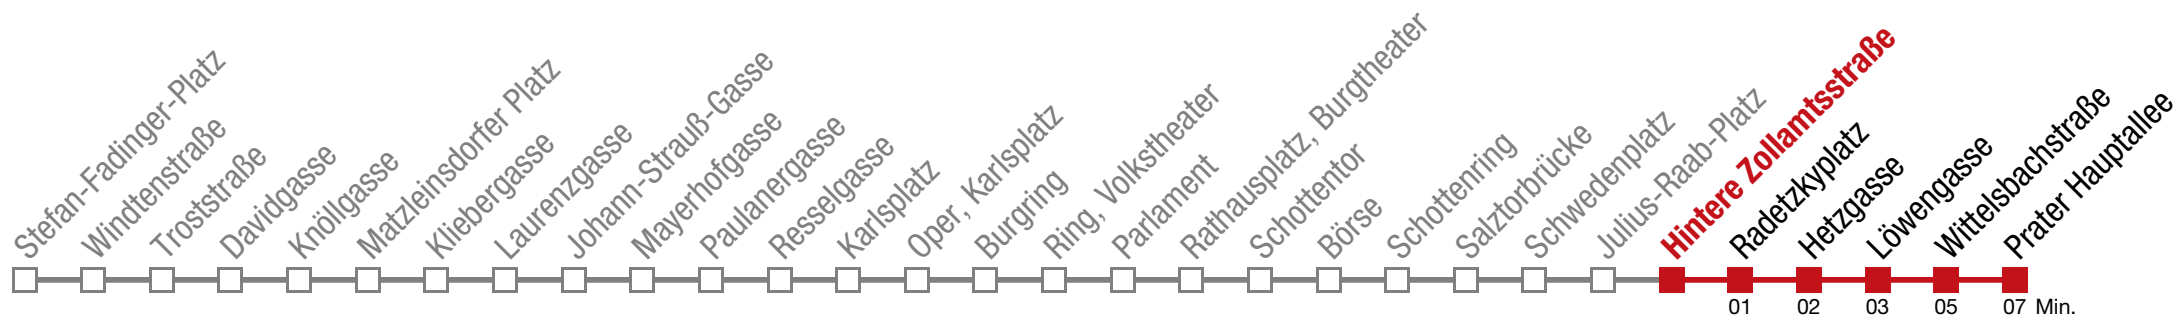 Stefan-Fadinger-Platz
Windtenstraße
Troststraße
Davidgasse
Knöllgasse
Matzleinsdorfer Platz
Kliebergasse
Laurenzgasse
Johann-Strauß-Gasse
Mayerhofgasse
Paulanergasse
Resselgasse
Karlsplatz
Oper, Karlsplatz
Burgring
Ring, Volkstheater
Parlament
Rathausplatz, Burgtheater
Schottentor
Börse
Schottenring
Salztorbrücke
Schwedenplatz
Julius-Raab-Platz
Hintere Zollamtsstraße
Radetzkyplatz
Hetzgasse
Löwengasse
Wittelsbachstraße
Prater Hauptallee
01 02 03 05 07 Min.